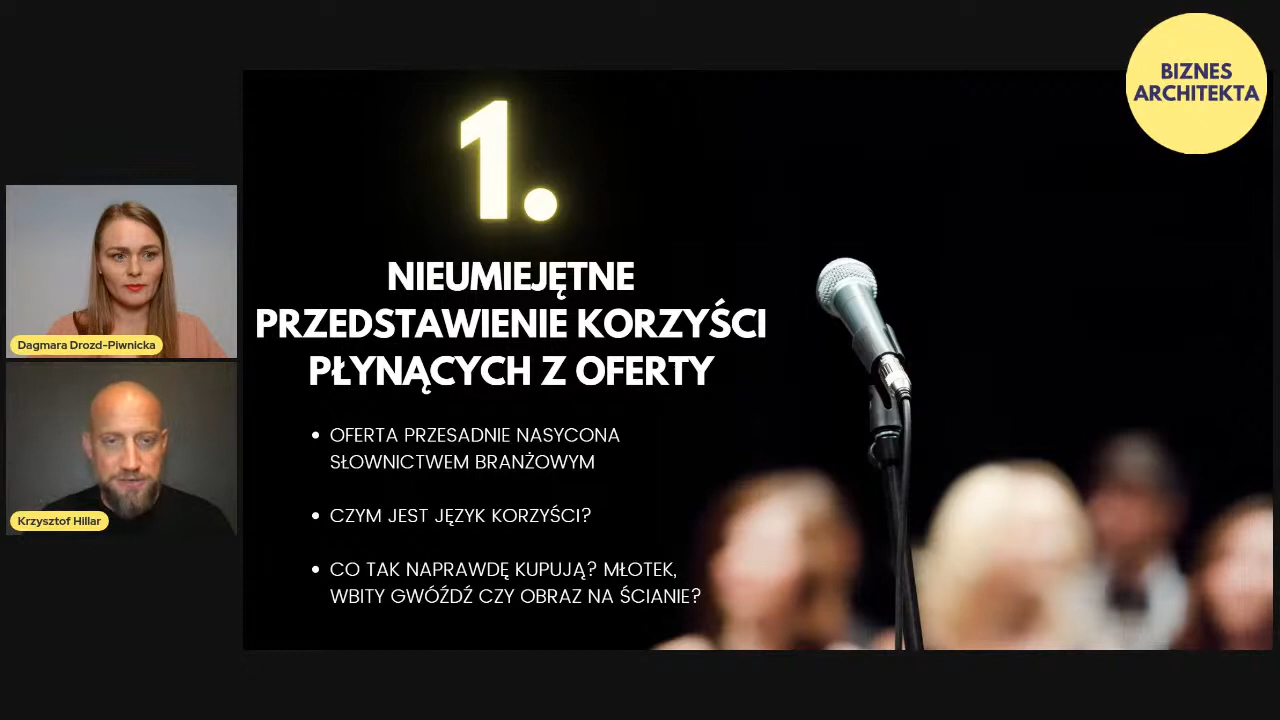 BIZNES
ARCHITEKTA
1.
NIEUMIEJĘTNE
PRZEDSTAWIENIE KORZYŚCI
PŁYNĄCYCH Z OFERTY
• OFERTA PRZESADNIE NASYCONA
SŁOWNICTWEM BRANŻOWYM
• CZYM JEST JĘZYK KORZYŚCI?
• CO TAK NAPRAWDĘ KUPUJĄ? MŁOTEK,
WBITY GWÓŹDŹ CZY OBRAZ NA ŚCIANIE?
Dagmara Drozd-Piwnicka
Krzysztof Hillar